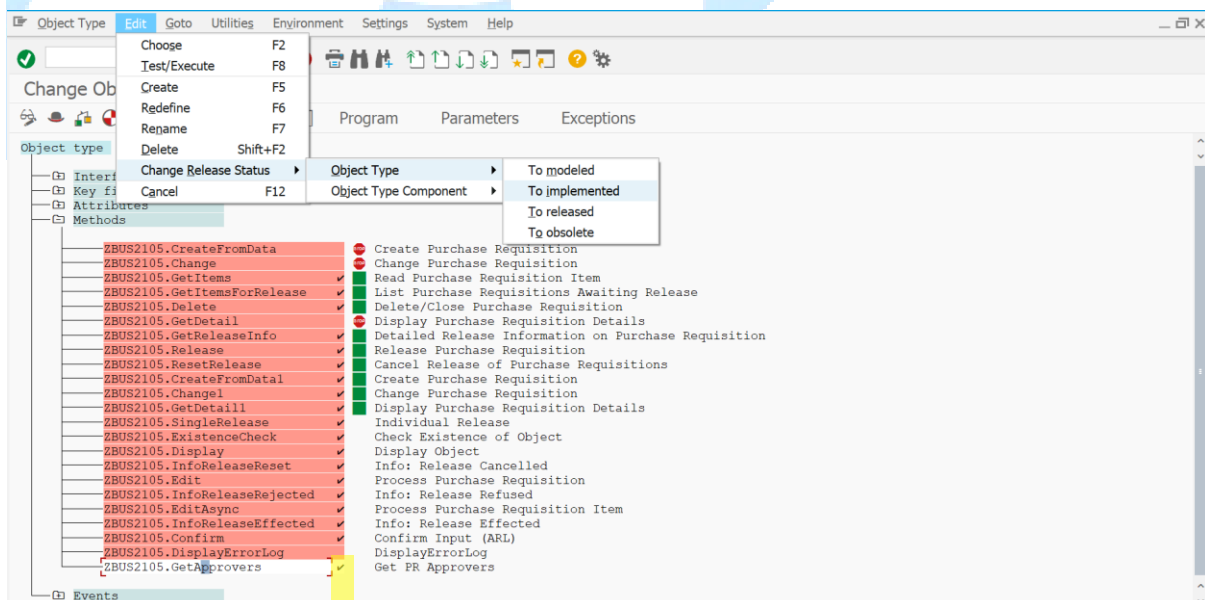 Object Type Edit Goto Utilities Environment Settings System Help
Choose F2
Test/Execute F8
Create F5
Redefine F6
Rename F7
Delete Shift+F2
Change Release Status
Cancel F12
Object Type
Object Type Component
To modeled
To implemented
To released
To obsolete
Change Ob
Program Parameters Exceptions
Object type
Interf
Key fi
Attributes
Methods
ZBUS2105.CreateFromData Create Purchase Requisition
ZBUS2105.Change Change Purchase Requisition
ZBUS2105.GetItems Read Purchase Requisition Item
ZBUS2105.GetItemsForRelease List Purchase Requisitions Awaiting Release
ZBUS2105.Delete Delete/Close Purchase Requisition
ZBUS2105.GetDetail Display Purchase Requisition Details
ZBUS2105.GetReleaseInfo Detailed Release Information on Purchase Requisition
ZBUS2105.Release Release Purchase Requisition
ZBUS2105.ResetRelease Cancel Release of Purchase Requisitions
ZBUS2105.CreateFromData1 Create Purchase Requisition
ZBUS2105.Change1 Change Purchase Requisition
ZBUS2105.GetDetail1 Display Purchase Requisition Details
ZBUS2105.SingleRelease Individual Release
ZBUS2105.ExistenceCheck Check Existence of Object
ZBUS2105.Display Display Object
ZBUS2105.InfoReleaseReset Info: Release Cancelled
ZBUS2105.Edit Process Purchase Requisition
ZBUS2105.InfoReleaseRejected Info: Release Refused
ZBUS2105.EditAsync Process Purchase Requisition Item
ZBUS2105.InfoReleaseEffected Info: Release Effected
ZBUS2105.Confirm Confirm Input (ARL)
ZBUS2105.DisplayErrorLog DisplayErrorLog
ZBUS2105.GetApprovers Get PR Approvers
Events